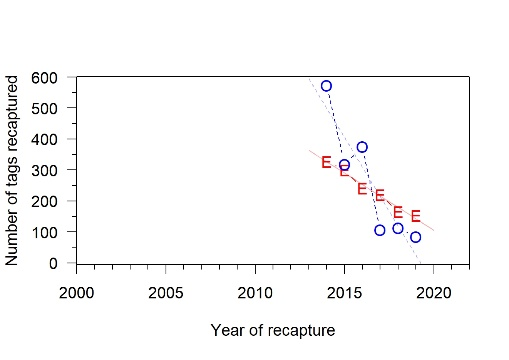 Number of tags recaptured
600
500
400
300
200
100
0
O
O
O
O
O
O
E
E
E
E
E
E
2000 2005 2010 2015 2020
Year of recapture